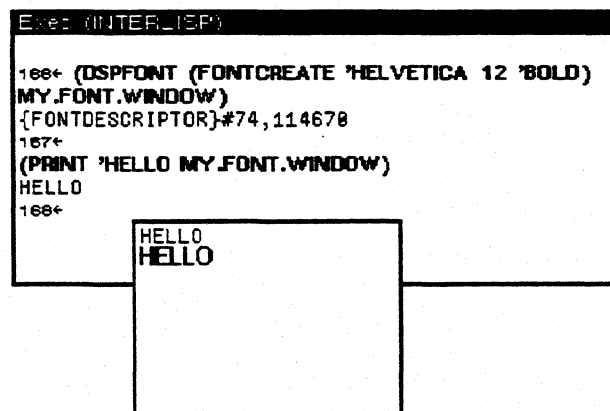 Exec (INTERLISP)
166← (DSPFONT (FONTCREATE 'HELVETICA 12 'BOLD)
MY.FONT.WINDOW)
{FONTDESCRIPTOR}#74,114670
167←
(PRINT 'HELLO MY.FONT.WINDOW)
HELLO
168←
HELLO
HELLO